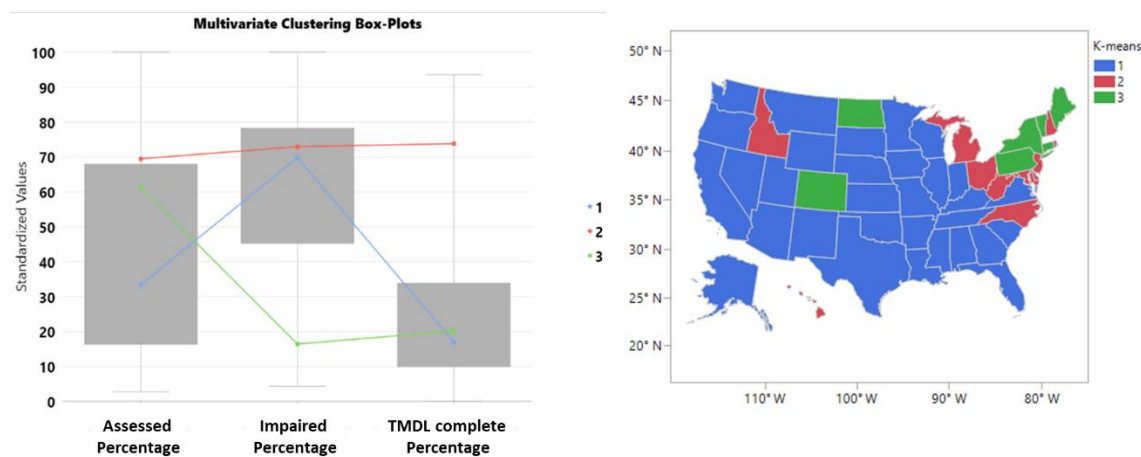 Multivariate Clustering Box-Plots
Standardized Values
100
90
80
70
60
50
40
30
20
10
0
Assessed
Percentage
Impaired
Percentage
TMDL complete
Percentage
1
2
3
50° N
45° N
40° N
35° N
30° N
25° N
20° N
110° W
100° W
90° W
80° W
K-means
1
2
3